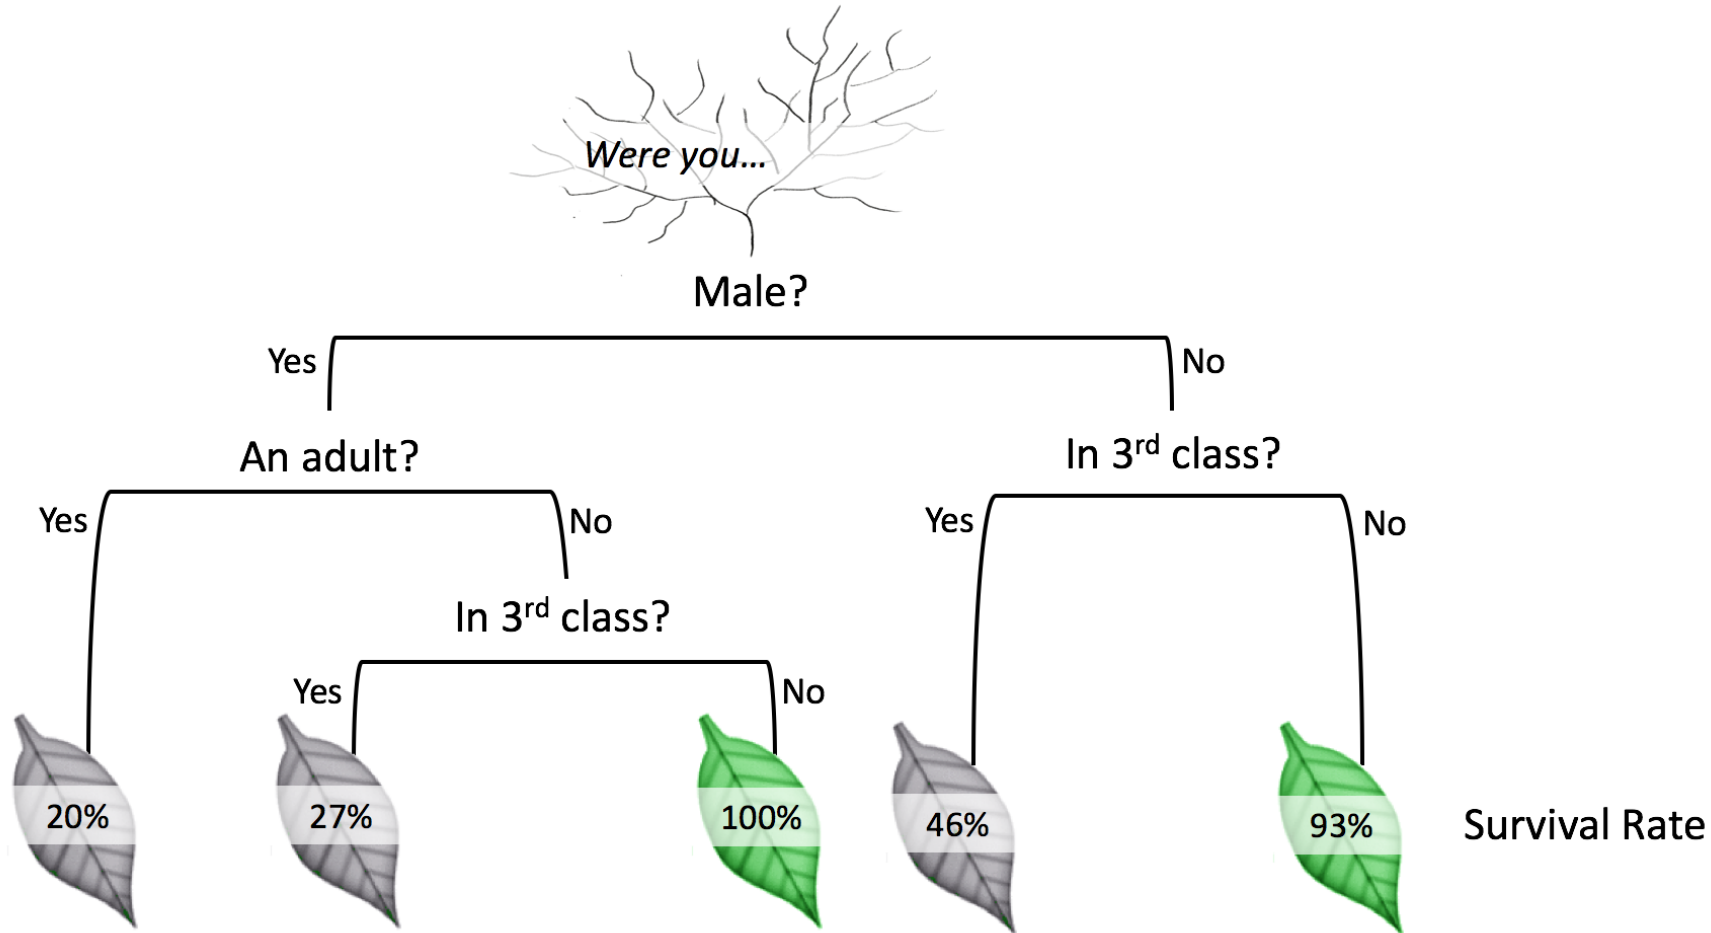 Were you...
Male?
Yes
No
An adult?
In 3rd class?
Yes
No
Yes
No
In 3rd class?
Yes
No
20%
27%
100%
46%
93%
Survival Rate